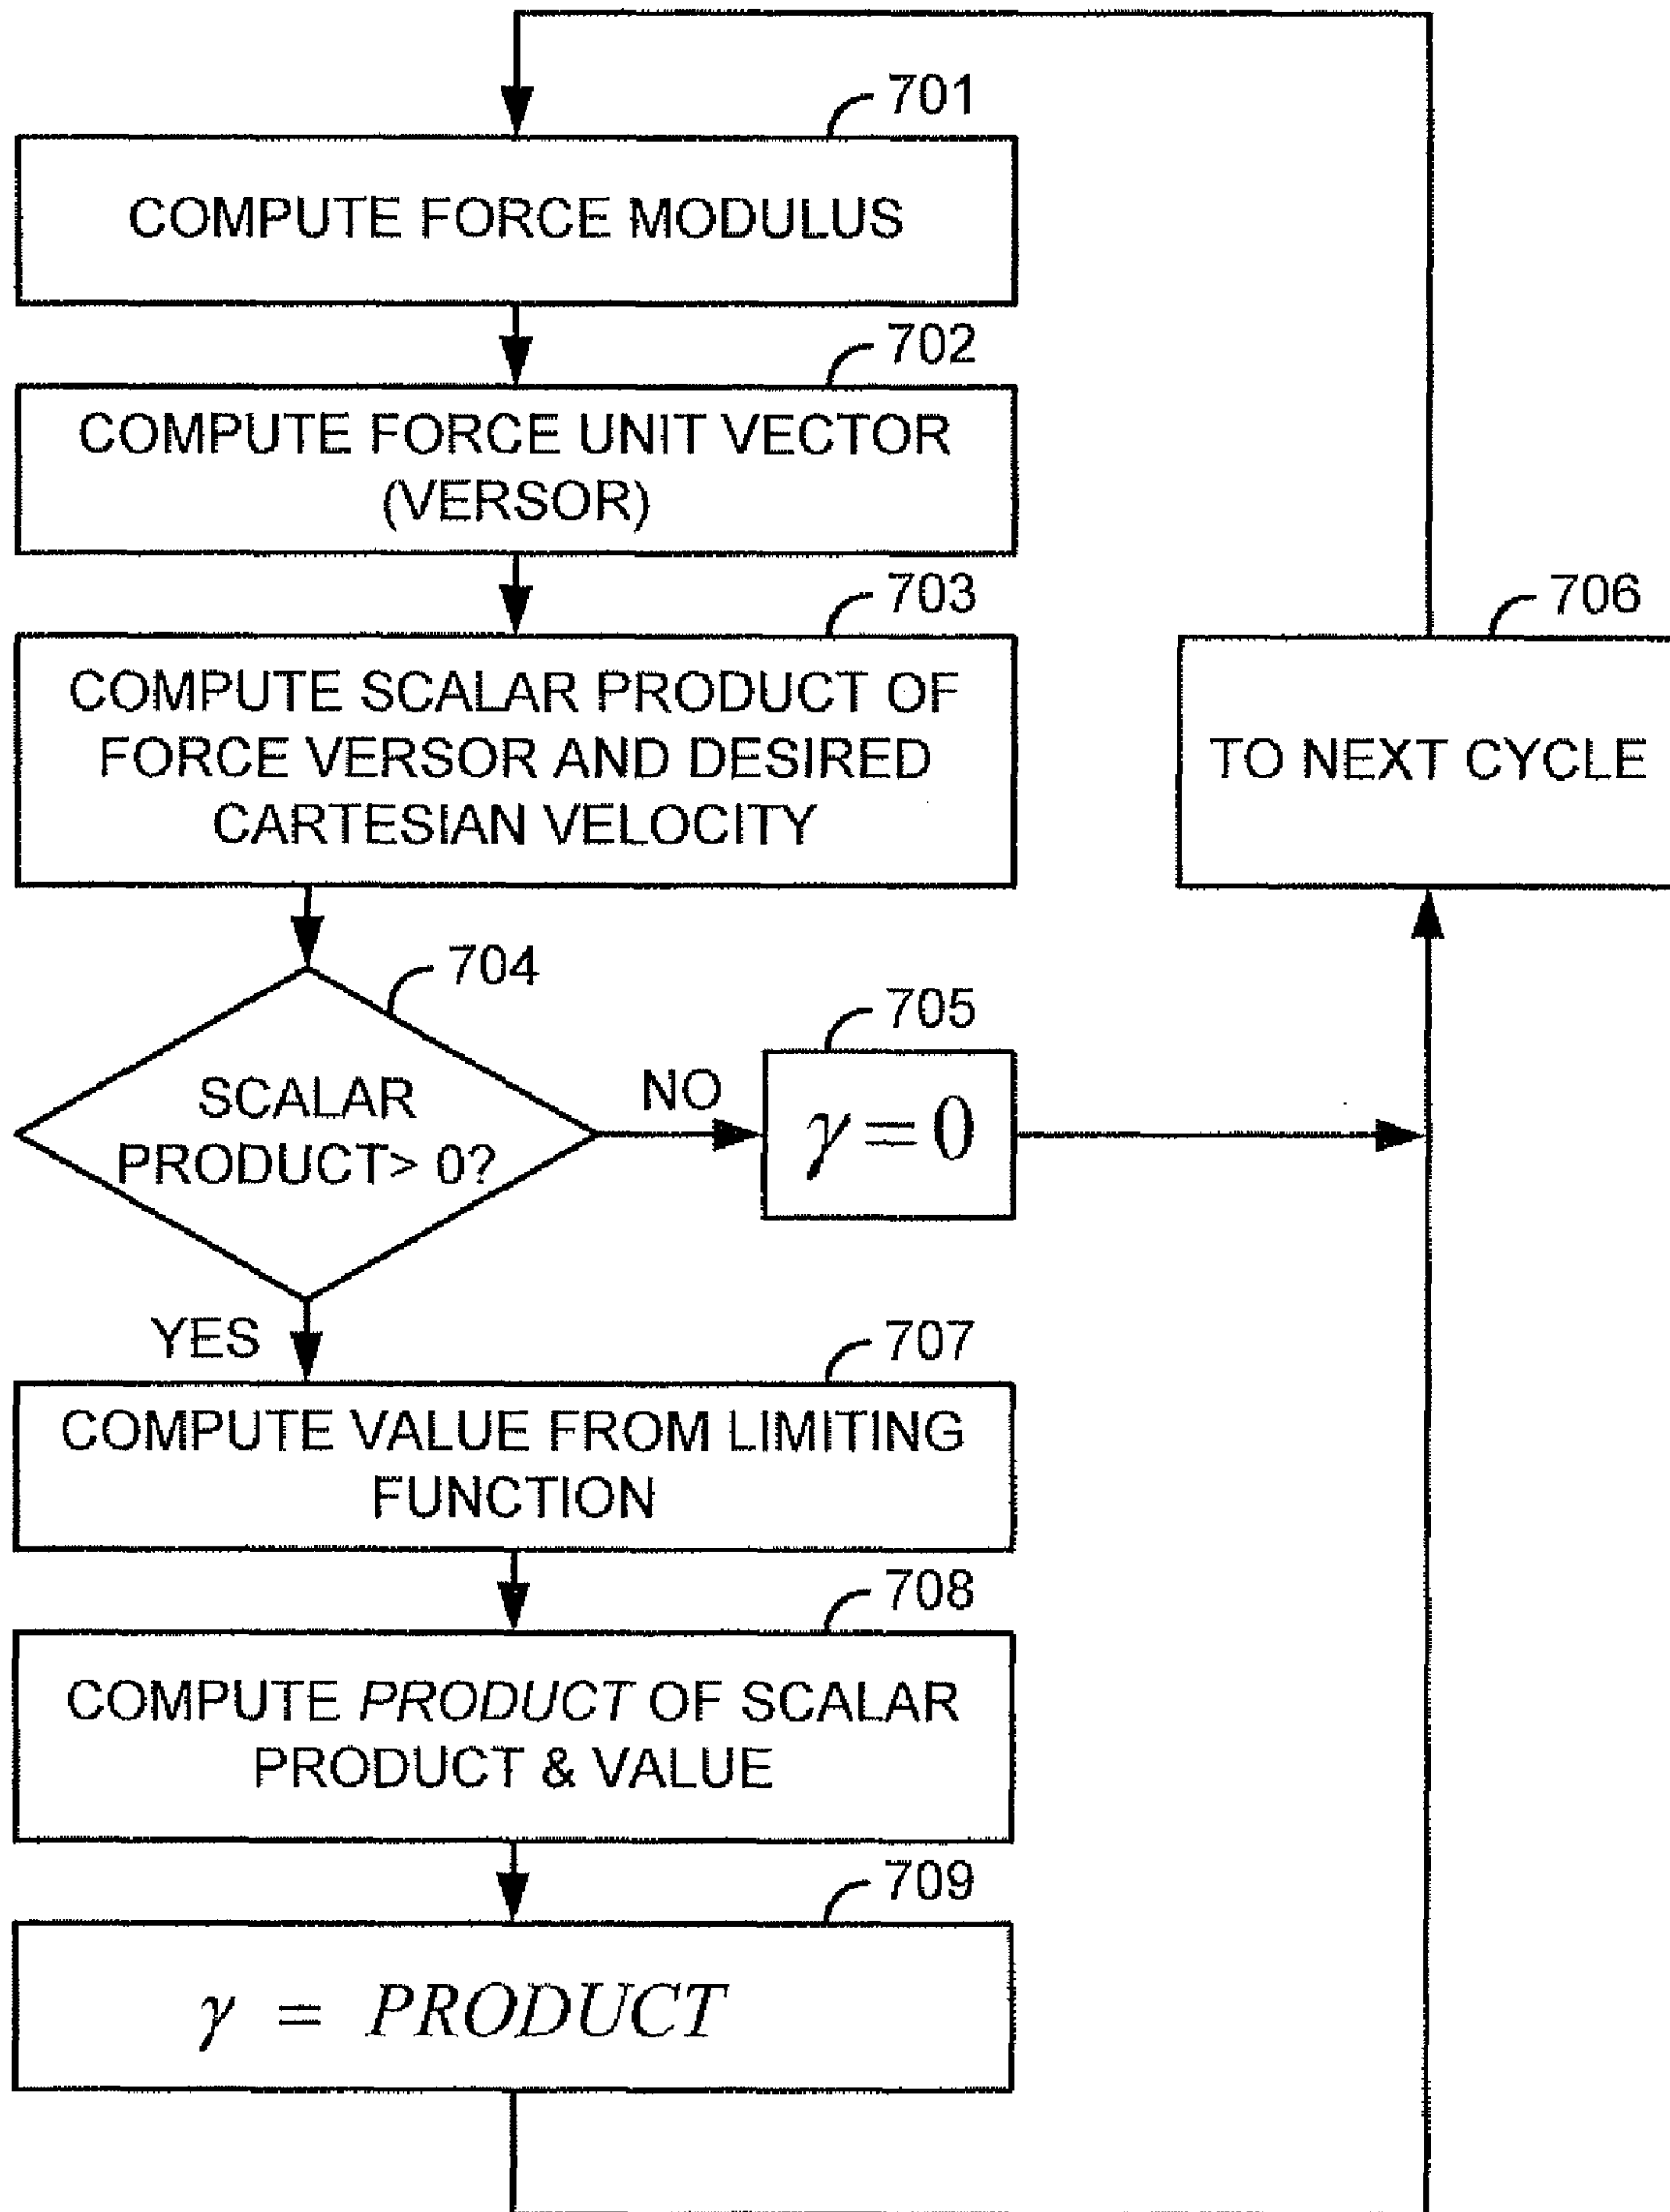 701
COMPUTE FORCE MODULUS
702
COMPUTE FORCE UNIT VECTOR
(VERSOR)
703
COMPUTE SCALAR PRODUCT OF
FORCE VERSOR AND DESIRED
CARTESIAN VELOCITY
706
TO NEXT CYCLE
704
SCALAR
PRODUCT> 0?
NO
705
γ = 0
YES
707
COMPUTE VALUE FROM LIMITING
FUNCTION
708
COMPUTE PRODUCT OF SCALAR
PRODUCT & VALUE
709
γ = PRODUCT